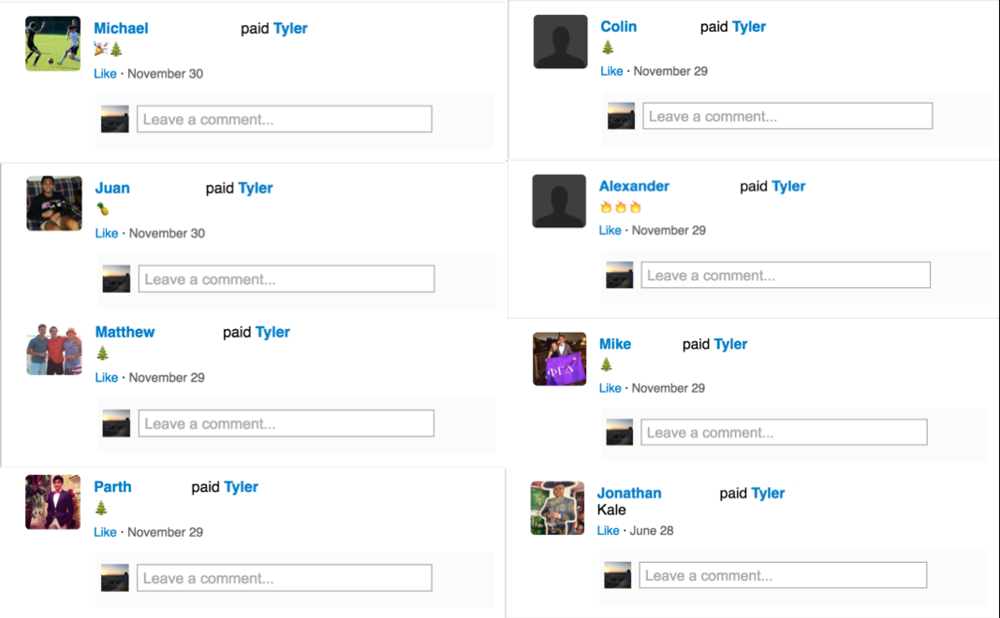 Michael paid Tyler
🎉🎄
Like · November 30
Leave a comment...
Juan paid Tyler
🍍
Like · November 30
Leave a comment...
Matthew paid Tyler
🎄
Like · November 29
Leave a comment...
Parth paid Tyler
🎄
Like · November 29
Leave a comment...
Colin paid Tyler
🎄
Like · November 29
Leave a comment...
Alexander paid Tyler
🔥🔥🔥
Like · November 29
Leave a comment...
Mike paid Tyler
🎄
ΦΓΔ
Like · November 29
Leave a comment...
Jonathan paid Tyler
Kale
Like · June 28
Leave a comment...